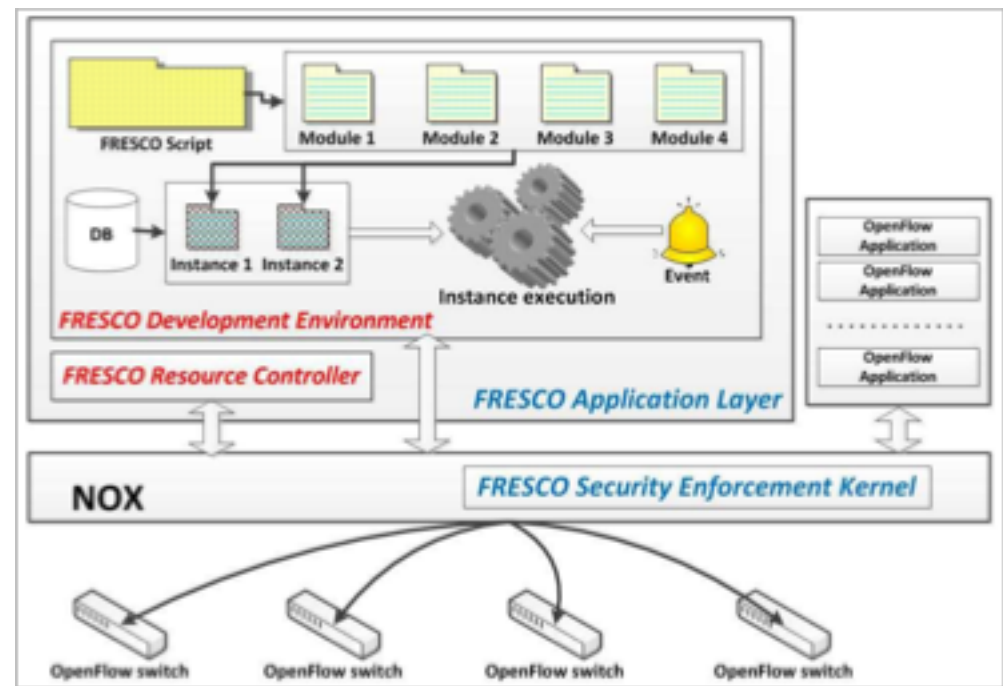 FRESCO Script
Module 1
Module 2
Module 3
Module 4
DB
Instance 1
Instance 2
Instance execution
Event
FRESCO Development Environment
FRESCO Resource Controller
FRESCO Application Layer
OpenFlow
Application
OpenFlow
Application
OpenFlow
Application
NOX
FRESCO Security Enforcement Kernel
OpenFlow switch
OpenFlow switch
OpenFlow switch
OpenFlow switch